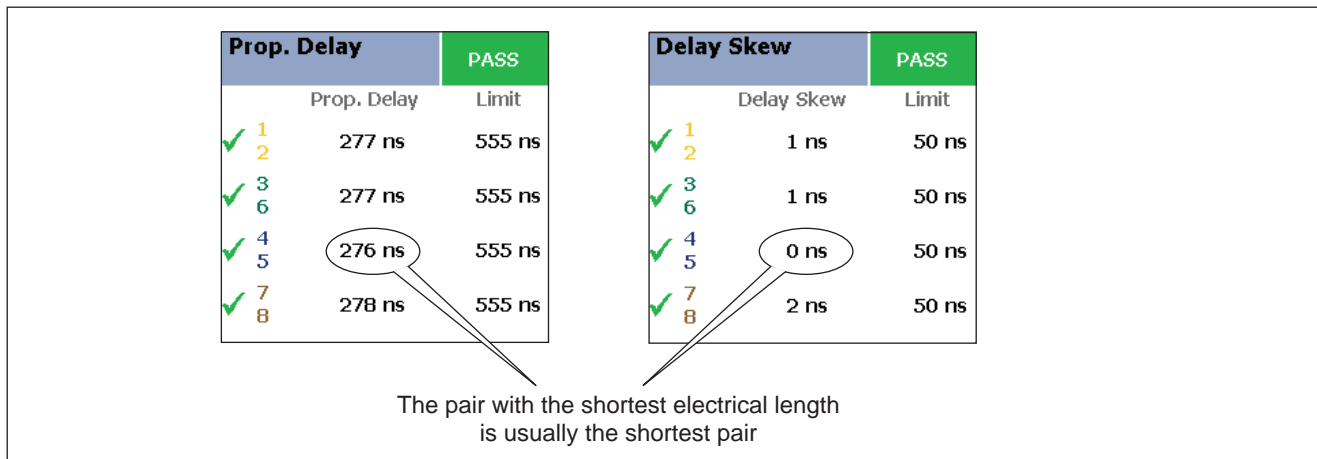 Prop. Delay PASS
Prop. Delay Limit
1 2 277 ns 555 ns
3 6 277 ns 555 ns
4 5 276 ns 555 ns
7 8 278 ns 555 ns
Delay Skew PASS
Delay Skew Limit
1 2 1 ns 50 ns
3 6 1 ns 50 ns
4 5 0 ns 50 ns
7 8 2 ns 50 ns
The pair with the shortest electrical length
is usually the shortest pair